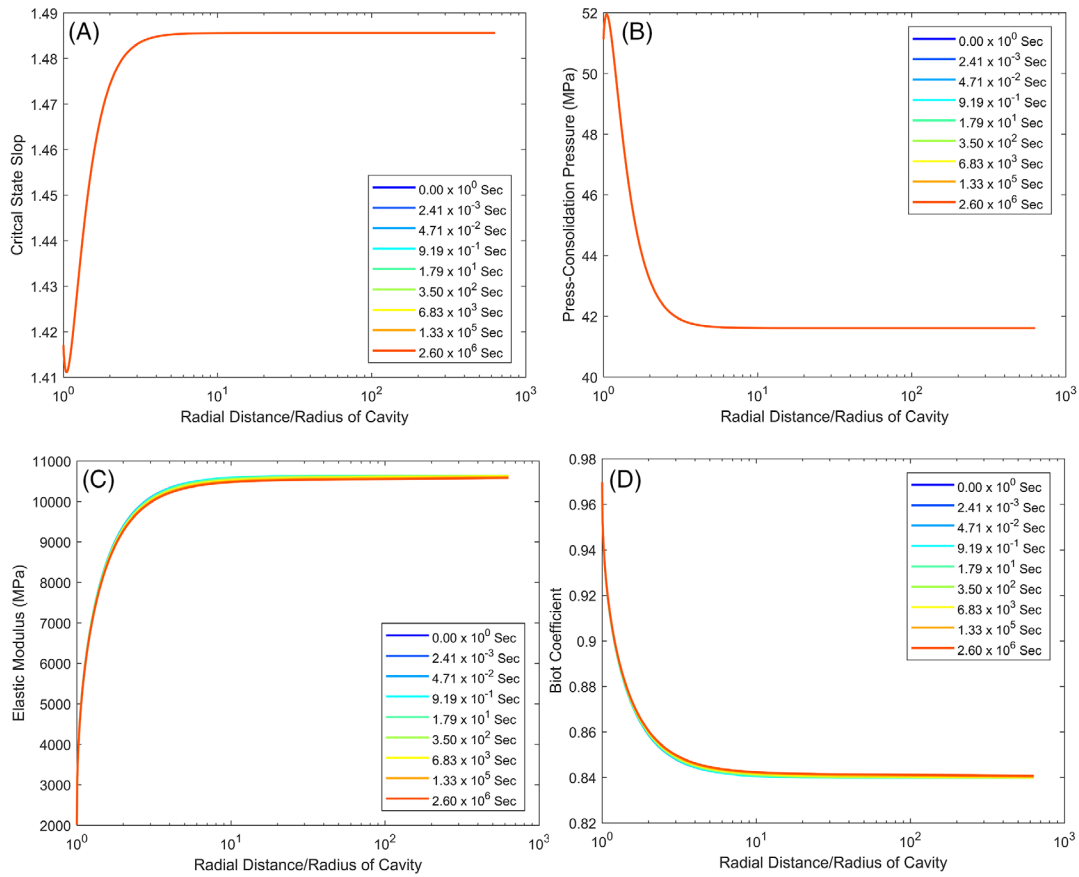 (A)
1.49
1.48
1.47
1.46
1.45
1.44
1.43
1.42
1.41
Critcal State Slop
0.00 x 10^0 Sec
2.41 x 10^-3 Sec
4.71 x 10^-2 Sec
9.19 x 10^-1 Sec
1.79 x 10^1 Sec
3.50 x 10^2 Sec
6.83 x 10^3 Sec
1.33 x 10^5 Sec
2.60 x 10^6 Sec
10^0 10^1 10^2 10^3
Radial Distance/Radius of Cavity
(B)
52
50
48
46
44
42
40
Press-Consolidation Pressure (MPa)
0.00 x 10^0 Sec
2.41 x 10^-3 Sec
4.71 x 10^-2 Sec
9.19 x 10^-1 Sec
1.79 x 10^1 Sec
3.50 x 10^2 Sec
6.83 x 10^3 Sec
1.33 x 10^5 Sec
2.60 x 10^6 Sec
10^0 10^1 10^2 10^3
Radial Distance/Radius of Cavity
(C)
11000
10000
9000
8000
7000
6000
5000
4000
3000
2000
Elastic Modulus (MPa)
0.00 x 10^0 Sec
2.41 x 10^-3 Sec
4.71 x 10^-2 Sec
9.19 x 10^-1 Sec
1.79 x 10^1 Sec
3.50 x 10^2 Sec
6.83 x 10^3 Sec
1.33 x 10^5 Sec
2.60 x 10^6 Sec
10^0 10^1 10^2 10^3
Radial Distance/Radius of Cavity
(D)
0.98
0.96
0.94
0.92
0.9
0.88
0.86
0.84
0.82
Biot Coefficient
0.00 x 10^0 Sec
2.41 x 10^-3 Sec
4.71 x 10^-2 Sec
9.19 x 10^-1 Sec
1.79 x 10^1 Sec
3.50 x 10^2 Sec
6.83 x 10^3 Sec
1.33 x 10^5 Sec
2.60 x 10^6 Sec
10^0 10^1 10^2 10^3
Radial Distance/Radius of Cavity